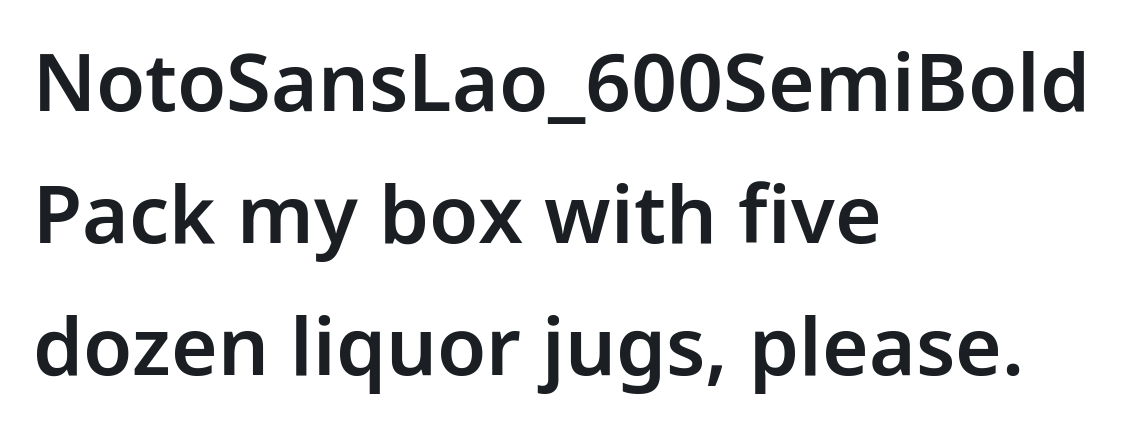 NotoSansLao_600SemiBold
Pack my box with five
dozen liquor jugs, please.